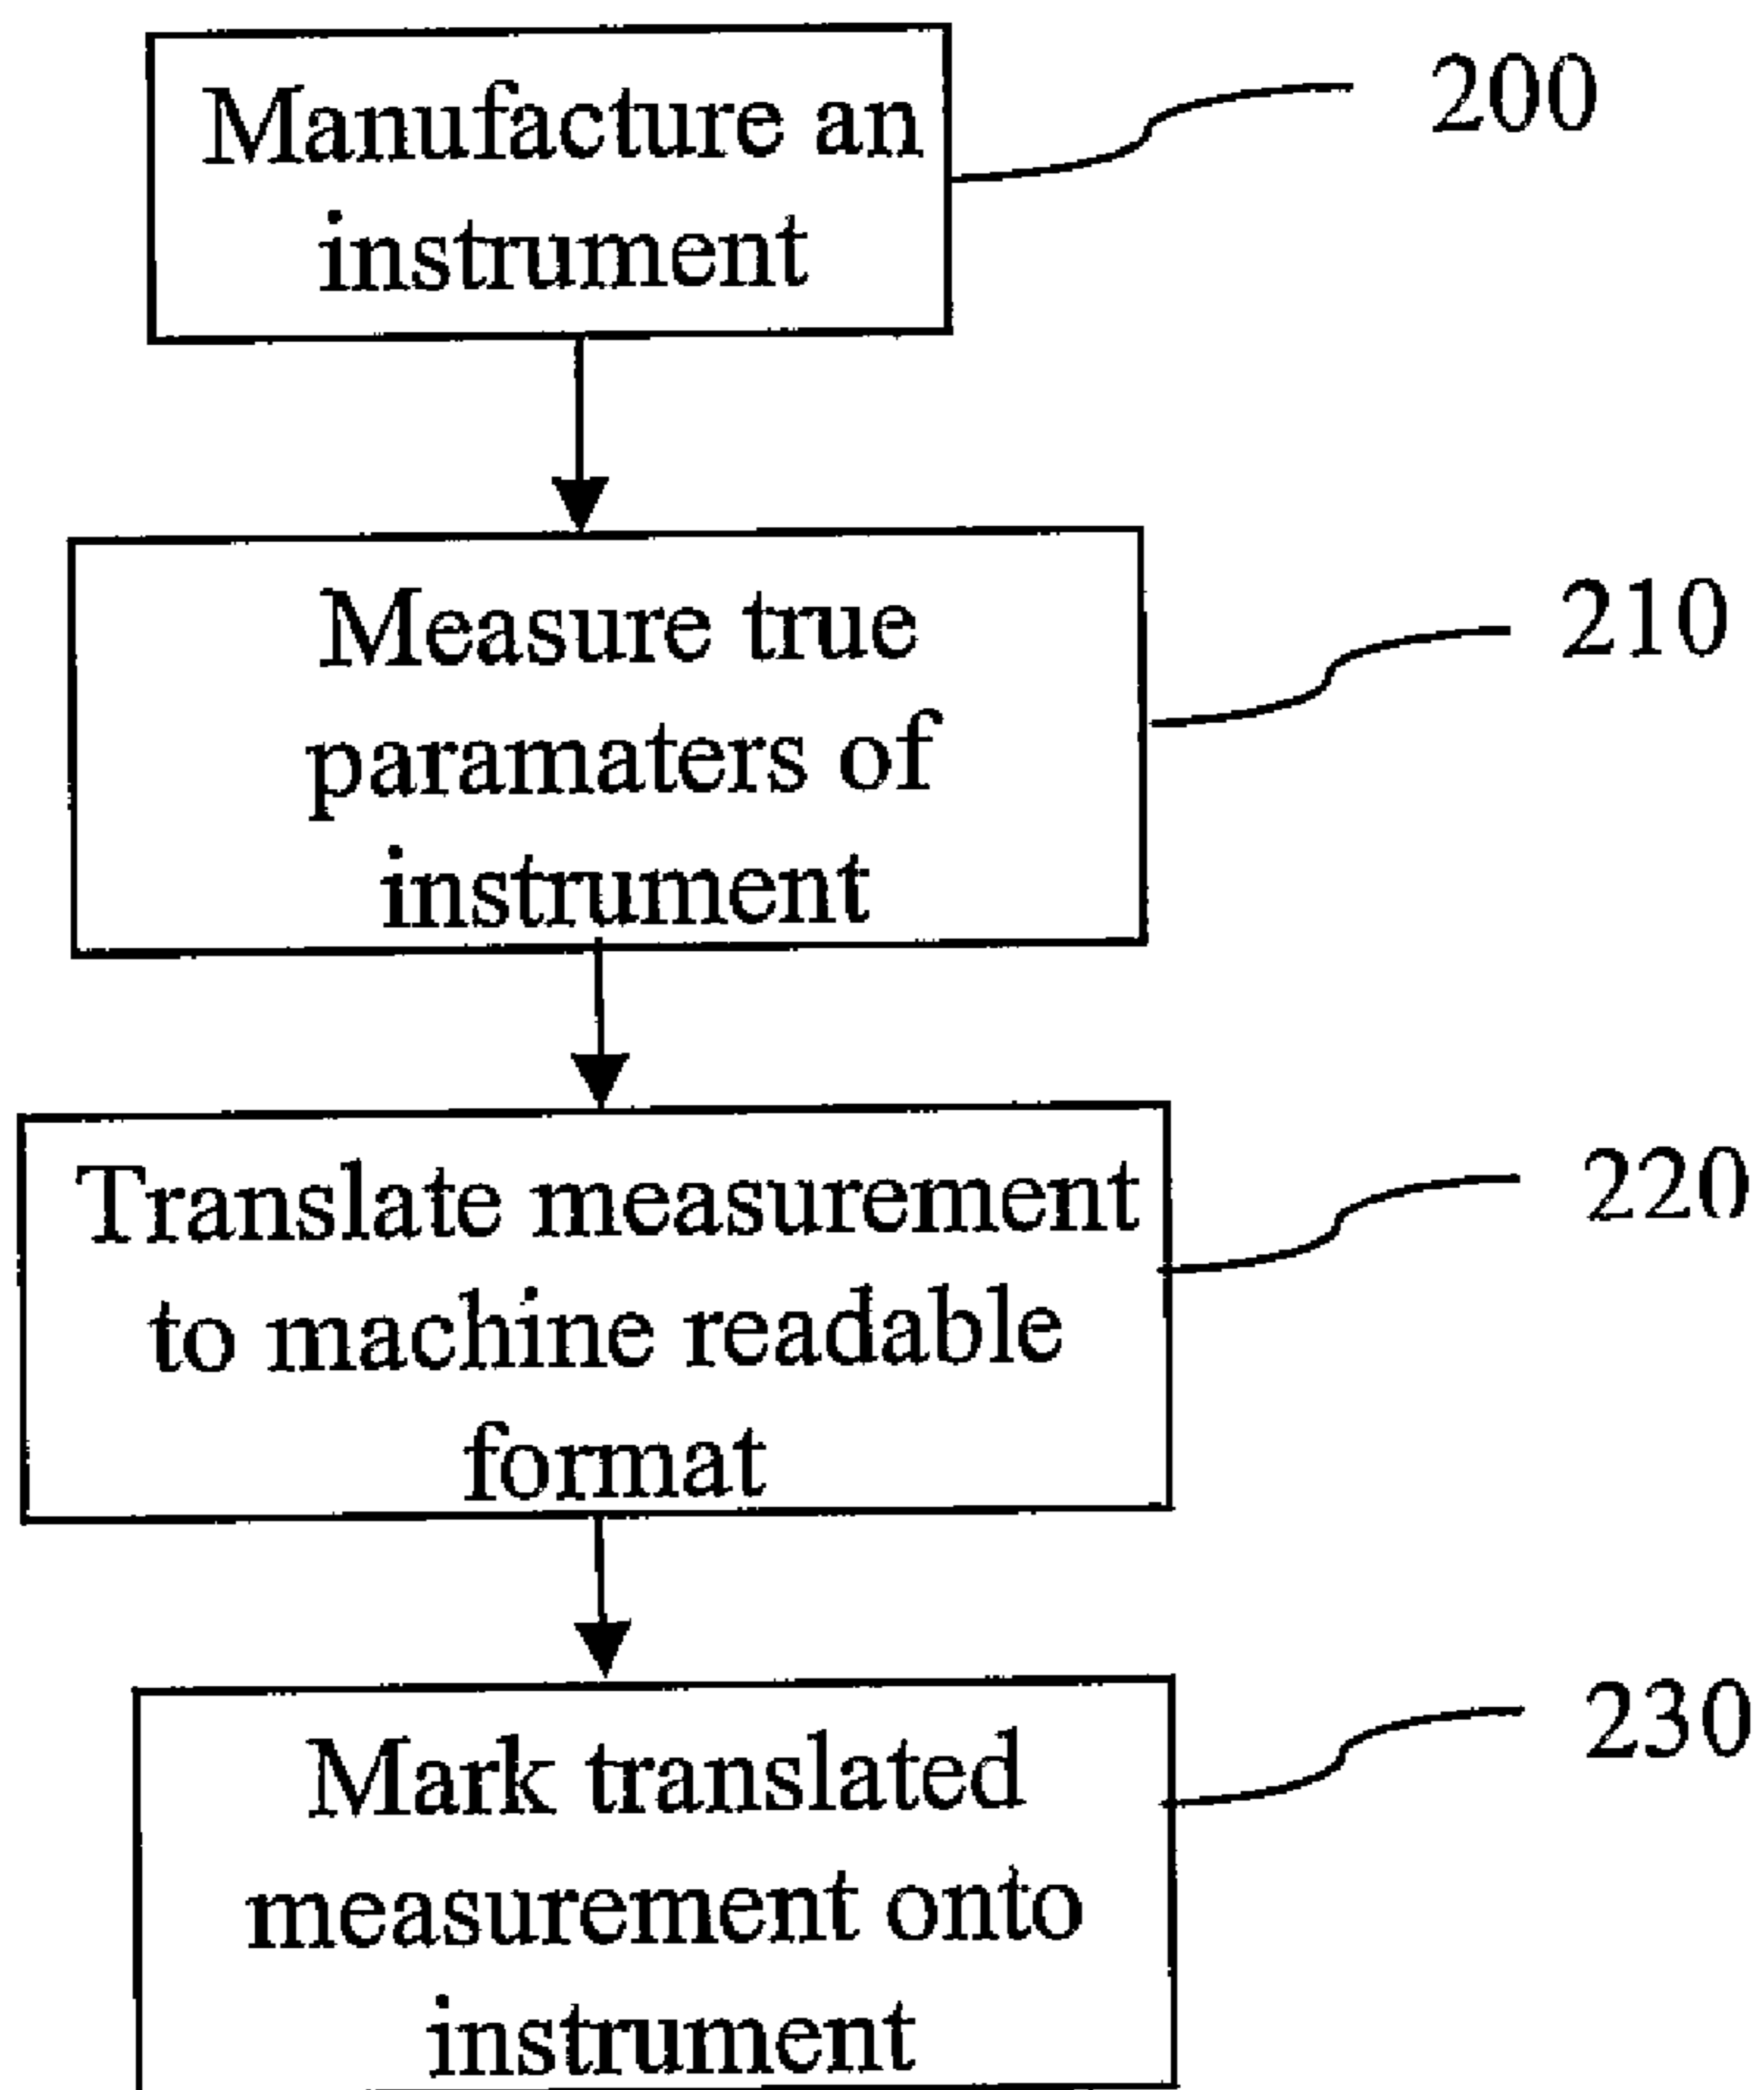 Manufacture an
instrument
200
Measure true
paramaters of
instrument
210
Translate measurement
to machine readable
format
220
Mark translated
measurement onto
instrument
230